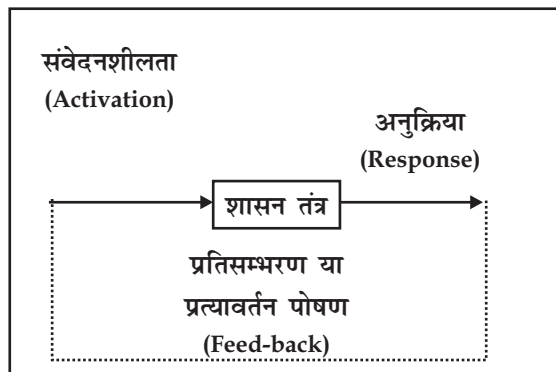 संवेदनशीलता
(Activation)
अनुक्रिया
(Response)
शासन तंत्र
प्रतिसम्भरण या
प्रत्यावर्तन पोषण
(Feed-back)